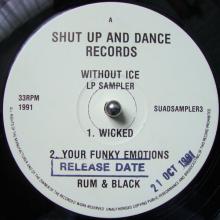 A
SHUT UP AND DANCE
RECORDS
WITHOUT ICE
LP SAMPLER
33RPM
1991
SUADSAMPLER3
1. WICKED
2. YOUR FUNKY EMOTIONS
RELEASE DATE
21 OCT 1991
RUM & BLACK